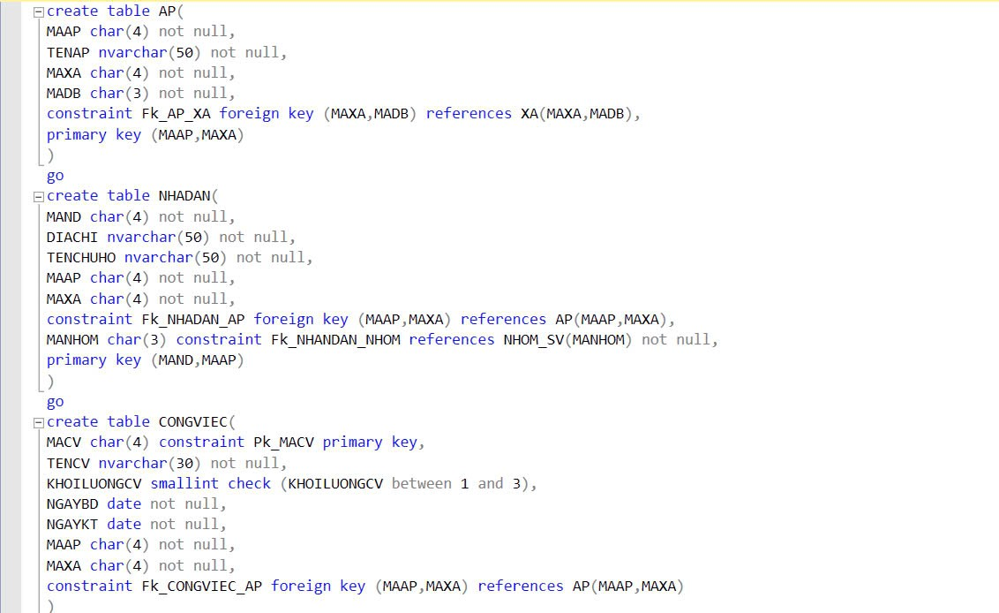 create table AP(
MAAP char(4) not null,
TENAP nvarchar(50) not null,
MAXA char(4) not null,
MADB char(3) not null,
constraint Fk_AP_XA foreign key (MAXA,MADB) references XA(MAXA,MADB),
primary key (MAAP,MAXA)
)
go
create table NHADAN(
MAND char(4) not null,
DIACHI nvarchar(50) not null,
TENCHUHO nvarchar(50) not null,
MAAP char(4) not null,
MAXA char(4) not null,
constraint Fk_NHADAN_AP foreign key (MAAP,MAXA) references AP(MAAP,MAXA),
MANHOM char(3) constraint Fk_NHANDAN_NHOM references NHOM_SV(MANHOM) not null,
primary key (MAND,MAAP)
)
go
create table CONGVIEC(
MACV char(4) constraint Pk_MACV primary key,
TENCV nvarchar(30) not null,
KHOILUONGCV smallint check (KHOILUONGCV between 1 and 3),
NGAYBD date not null,
NGAYKT date not null,
MAAP char(4) not null,
MAXA char(4) not null,
constraint Fk_CONGVIEC_AP foreign key (MAAP,MAXA) references AP(MAAP,MAXA)
)